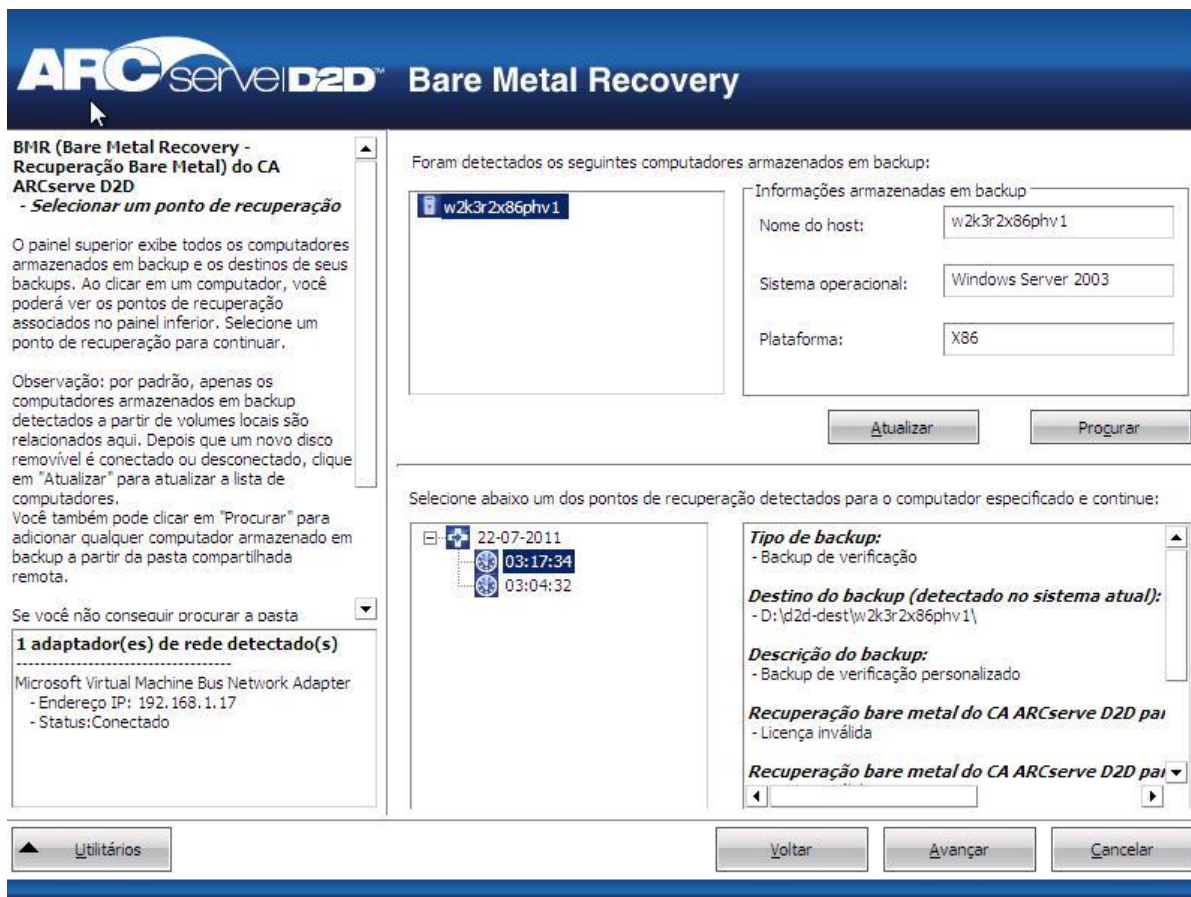 ARCserve D2D™ Bare Metal Recovery
BMR (Bare Metal Recovery -
Recuperação Bare Metal) do CA
ARCserve D2D
- Selecionar um ponto de recuperação
O painel superior exibe todos os computadores
armazenados em backup e os destinos de seus
backups. Ao clicar em um computador, você
poderá ver os pontos de recuperação
associados no painel inferior. Selecione um
ponto de recuperação para continuar.
Observação: por padrão, apenas os
computadores armazenados em backup
detectados a partir de volumes locais são
relacionados aqui. Depois que um novo disco
removível é conectado ou desconectado, clique
em "Atualizar" para atualizar a lista de
computadores.
Você também pode clicar em "Procurar" para
adicionar qualquer computador armazenado em
backup a partir da pasta compartilhada
remota.
Se você não conseguir procurar a pasta
1 adaptador(es) de rede detectado(s)
------------------------------------
Microsoft Virtual Machine Bus Network Adapter
- Endereço IP: 192.168.1.17
- Status:Conectado
Foram detectados os seguintes computadores armazenados em backup:
w2k3r2x86phv1
Informações armazenadas em backup
Nome do host: w2k3r2x86phv1
Sistema operacional: Windows Server 2003
Plataforma: X86
Atualizar Procurar
Selecione abaixo um dos pontos de recuperação detectados para o computador especificado e continue:
22-07-2011
03:17:34
03:04:32
Tipo de backup:
- Backup de verificação
Destino do backup (detectado no sistema atual):
- D:\d2d-dest\w2k3r2x86phv1\
Descrição do backup:
- Backup de verificação personalizado
Recuperação bare metal do CA ARCserve D2D par
- Licença inválida
Recuperação bare metal do CA ARCserve D2D par
Utilitários Voltar Avançar Cancelar